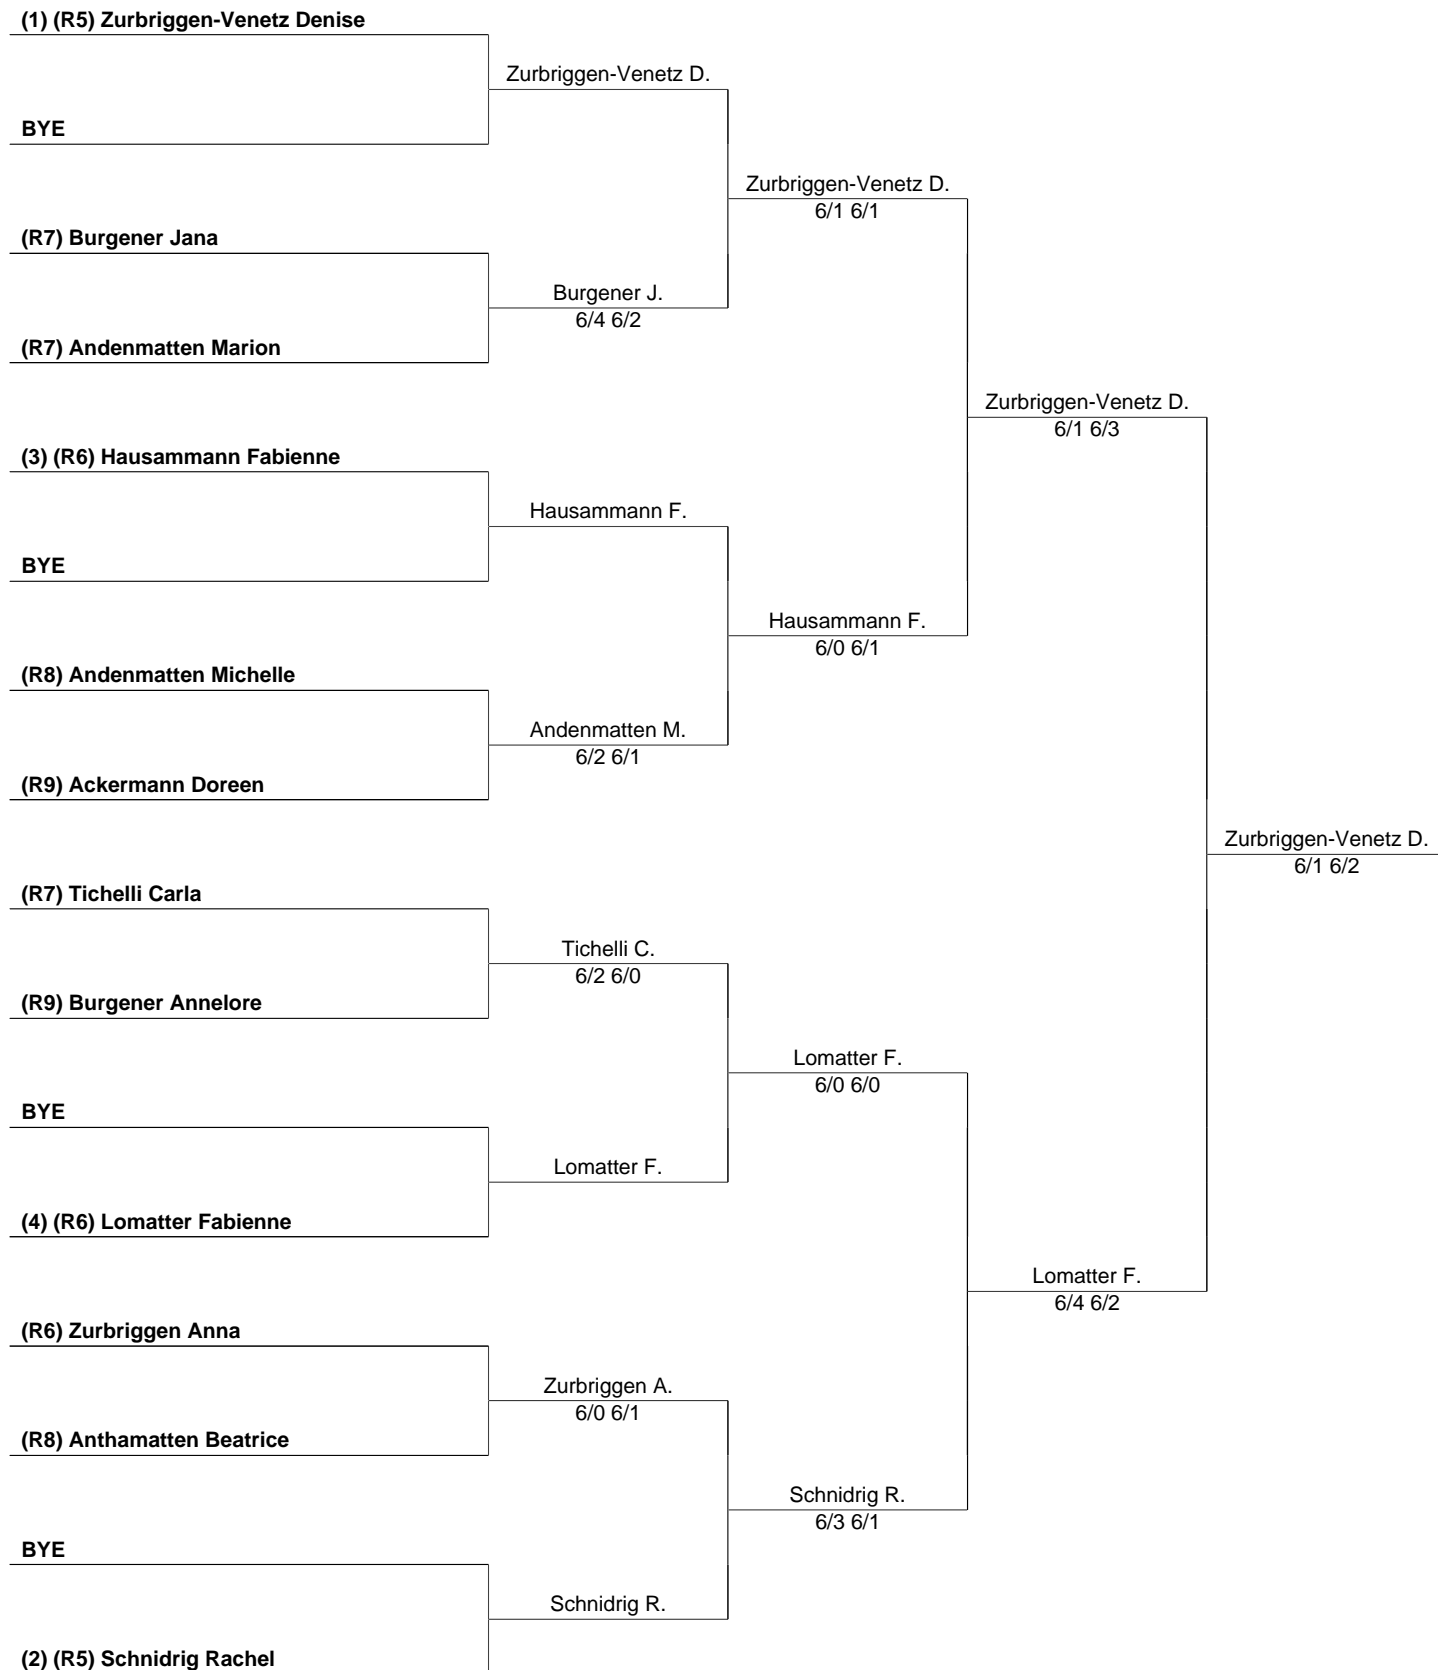 (1) (R5) Zurbriggen-Venetz Denise
Zurbriggen-Venetz D.
BYE
Zurbriggen-Venetz D.
6/1 6/1
(R7) Burgener Jana
Burgener J.
6/4 6/2
(R7) Andenmatten Marion
Zurbriggen-Venetz D.
6/1 6/3
(3) (R6) Hausammann Fabienne
Hausammann F.
BYE
Hausammann F.
6/0 6/1
(R8) Andenmatten Michelle
Andenmatten M.
6/2 6/1
(R9) Ackermann Doreen
Zurbriggen-Venetz D.
6/1 6/2
(R7) Tichelli Carla
Tichelli C.
6/2 6/0
(R9) Burgener Annelore
Lomatter F.
6/0 6/0
BYE
Lomatter F.
(4) (R6) Lomatter Fabienne
Lomatter F.
6/4 6/2
(R6) Zurbriggen Anna
Zurbriggen A.
6/0 6/1
(R8) Anthamatten Beatrice
Schnidrig R.
6/3 6/1
BYE
Schnidrig R.
(2) (R5) Schnidrig Rachel